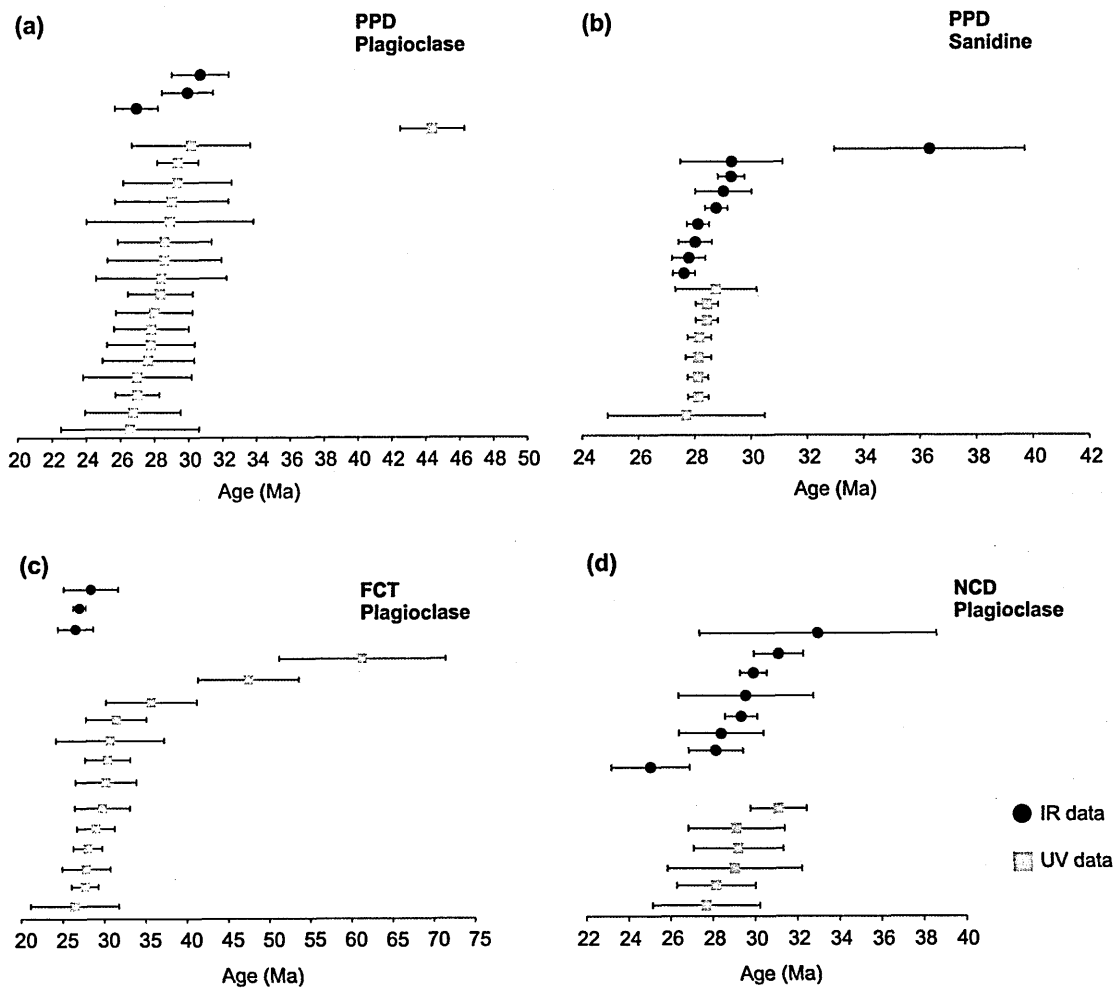 (a)
PPD
Plagioclase
20 22 24 26 28 30 32 34 36 38 40 42 44 46 48 50
Age (Ma)
(b)
PPD
Sanidine
24 26 28 30 32 34 36 38 40 42
Age (Ma)
(c)
FCT
Plagioclase
20 25 30 35 40 45 50 55 60 65 70 75
Age (Ma)
(d)
NCD
Plagioclase
22 24 26 28 30 32 34 36 38 40
Age (Ma)
IR data
UV data